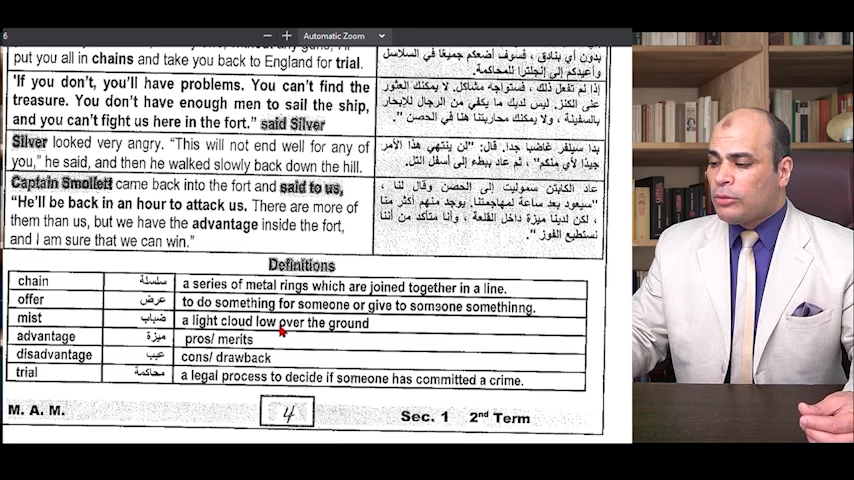 6 Automatic Zoom
put you all in chains and take you back to England for trial.
بدون أي بنادق ، فسوف أضعكم جميعًا في السلاسل
وأعيدكم إلى إنجلترا للمحاكمة.
'If you don't, you'll have problems. You can't find the
treasure. You don't have enough men to sail the ship,
and you can't fight us here in the fort." said Silver
إذا لم تفعل ذلك ، فستواجه مشاكل. لا يمكنك العثور
على الكنز. ليس لديك ما يكفي من الرجال للإبحار
بالسفينة ، ولا يمكنك محاربتنا هنا في الحصن "
Silver looked very angry. "This will not end well for any of
you," he said, and then he walked slowly back down the hill.
بدا سيلفر غاضبا جدا. قال: "لن ينتهي هذا الأمر
جيدًا لأي منكم" ، ثم عاد ببطء إلى أسفل التل.
Captain Smollett came back into the fort and said to us,
"He'll be back in an hour to attack us. There are more of
them than us, but we have the advantage inside the fort,
and I am sure that we can win."
عاد الكابتن سموليت إلى الحصن وقال لنا ،
"سيعود بعد ساعة لمهاجمتنا. يوجد منهم أكثر منا
، لكن لدينا ميزة داخل القلعة ، وأنا متأكد من أننا
نستطيع الفوز ".
Definitions
chain سلسلة a series of metal rings which are joined together in a line.
offer عرض to do something for someone or give to someone somethinng.
mist ضباب a light cloud low over the ground
advantage ميزة pros/ merits
disadvantage عيب cons/ drawback
trial محاكمة a legal process to decide if someone has committed a crime.
M. A. M. 4 Sec. 1 2nd Term